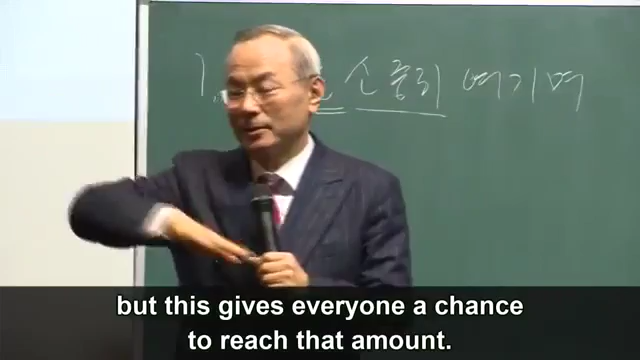 1. 소중히 여기며
but this gives everyone a chance
to reach that amount.